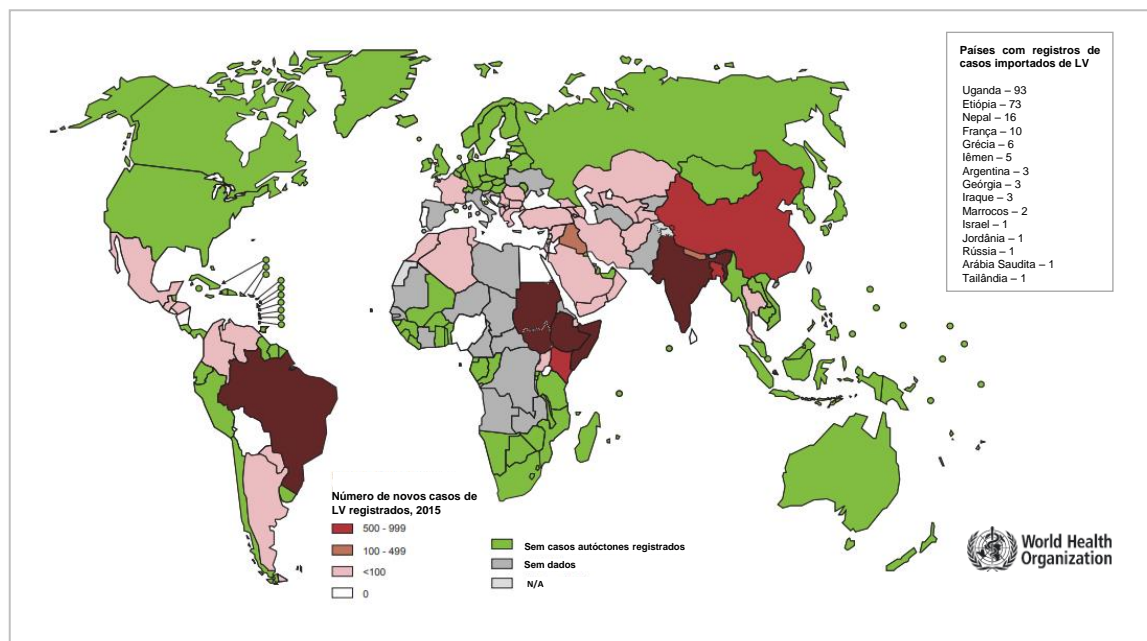 Países com registros de
casos importados de LV
Uganda – 93
Etiópia – 73
Nepal – 16
França – 10
Grécia – 6
Iêmen – 5
Argentina – 3
Geórgia – 3
Iraque – 3
Marrocos – 2
Israel – 1
Jordânia – 1
Rússia – 1
Arábia Saudita – 1
Tailândia – 1
Número de novos casos de
LV registrados, 2015
500 - 999
100 - 499
<100
0
Sem casos autóctones registrados
Sem dados
N/A
World Health
Organization